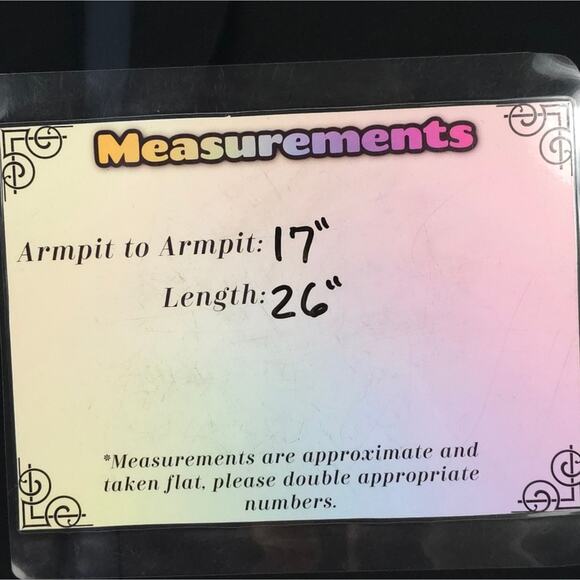 Measurements
Armpit to Armpit: 17"
Length: 26"
*Measurements are approximate and
taken flat, please double appropriate
numbers.